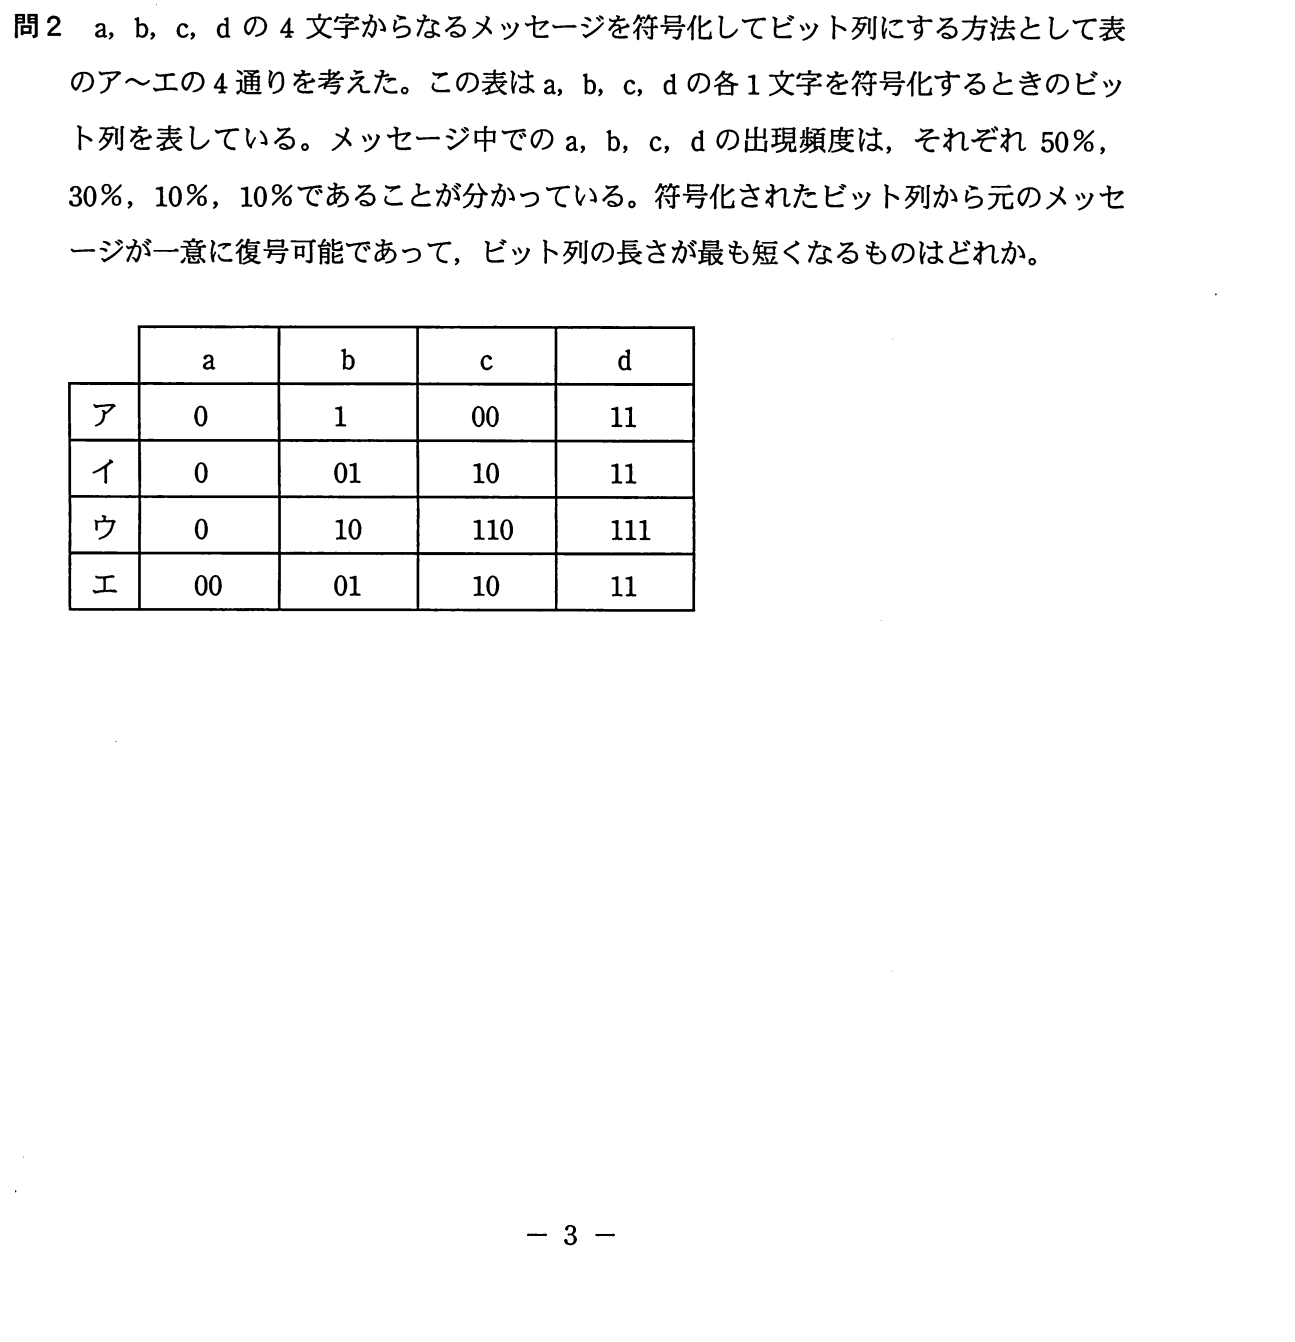 問2 a，b，c，d の 4 文字からなるメッセージを符号化してビット列にする方法として表
のア～エの 4 通りを考えた。この表は a，b，c，d の各 1 文字を符号化するときのビッ
ト列を表している。メッセージ中での a，b，c，d の出現頻度は，それぞれ 50％，
30％，10％，10％であることが分かっている。符号化されたビット列から元のメッセ
ージが一意に復号可能であって，ビット列の長さが最も短くなるものはどれか。
a b c d
ア 0 1 00 11
イ 0 01 10 11
ウ 0 10 110 111
エ 00 01 10 11
－ 3 －